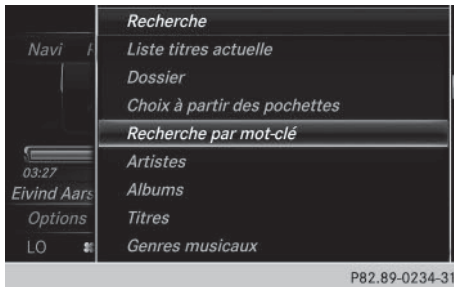 Recherche
Navi
Liste titres actuelle
Dossier
Choix à partir des pochettes
Recherche par mot-clé
03:27
Artistes
Eivind Aars
Albums
Options
Titres
LO
Genres musicaux
P82.89-0234-31